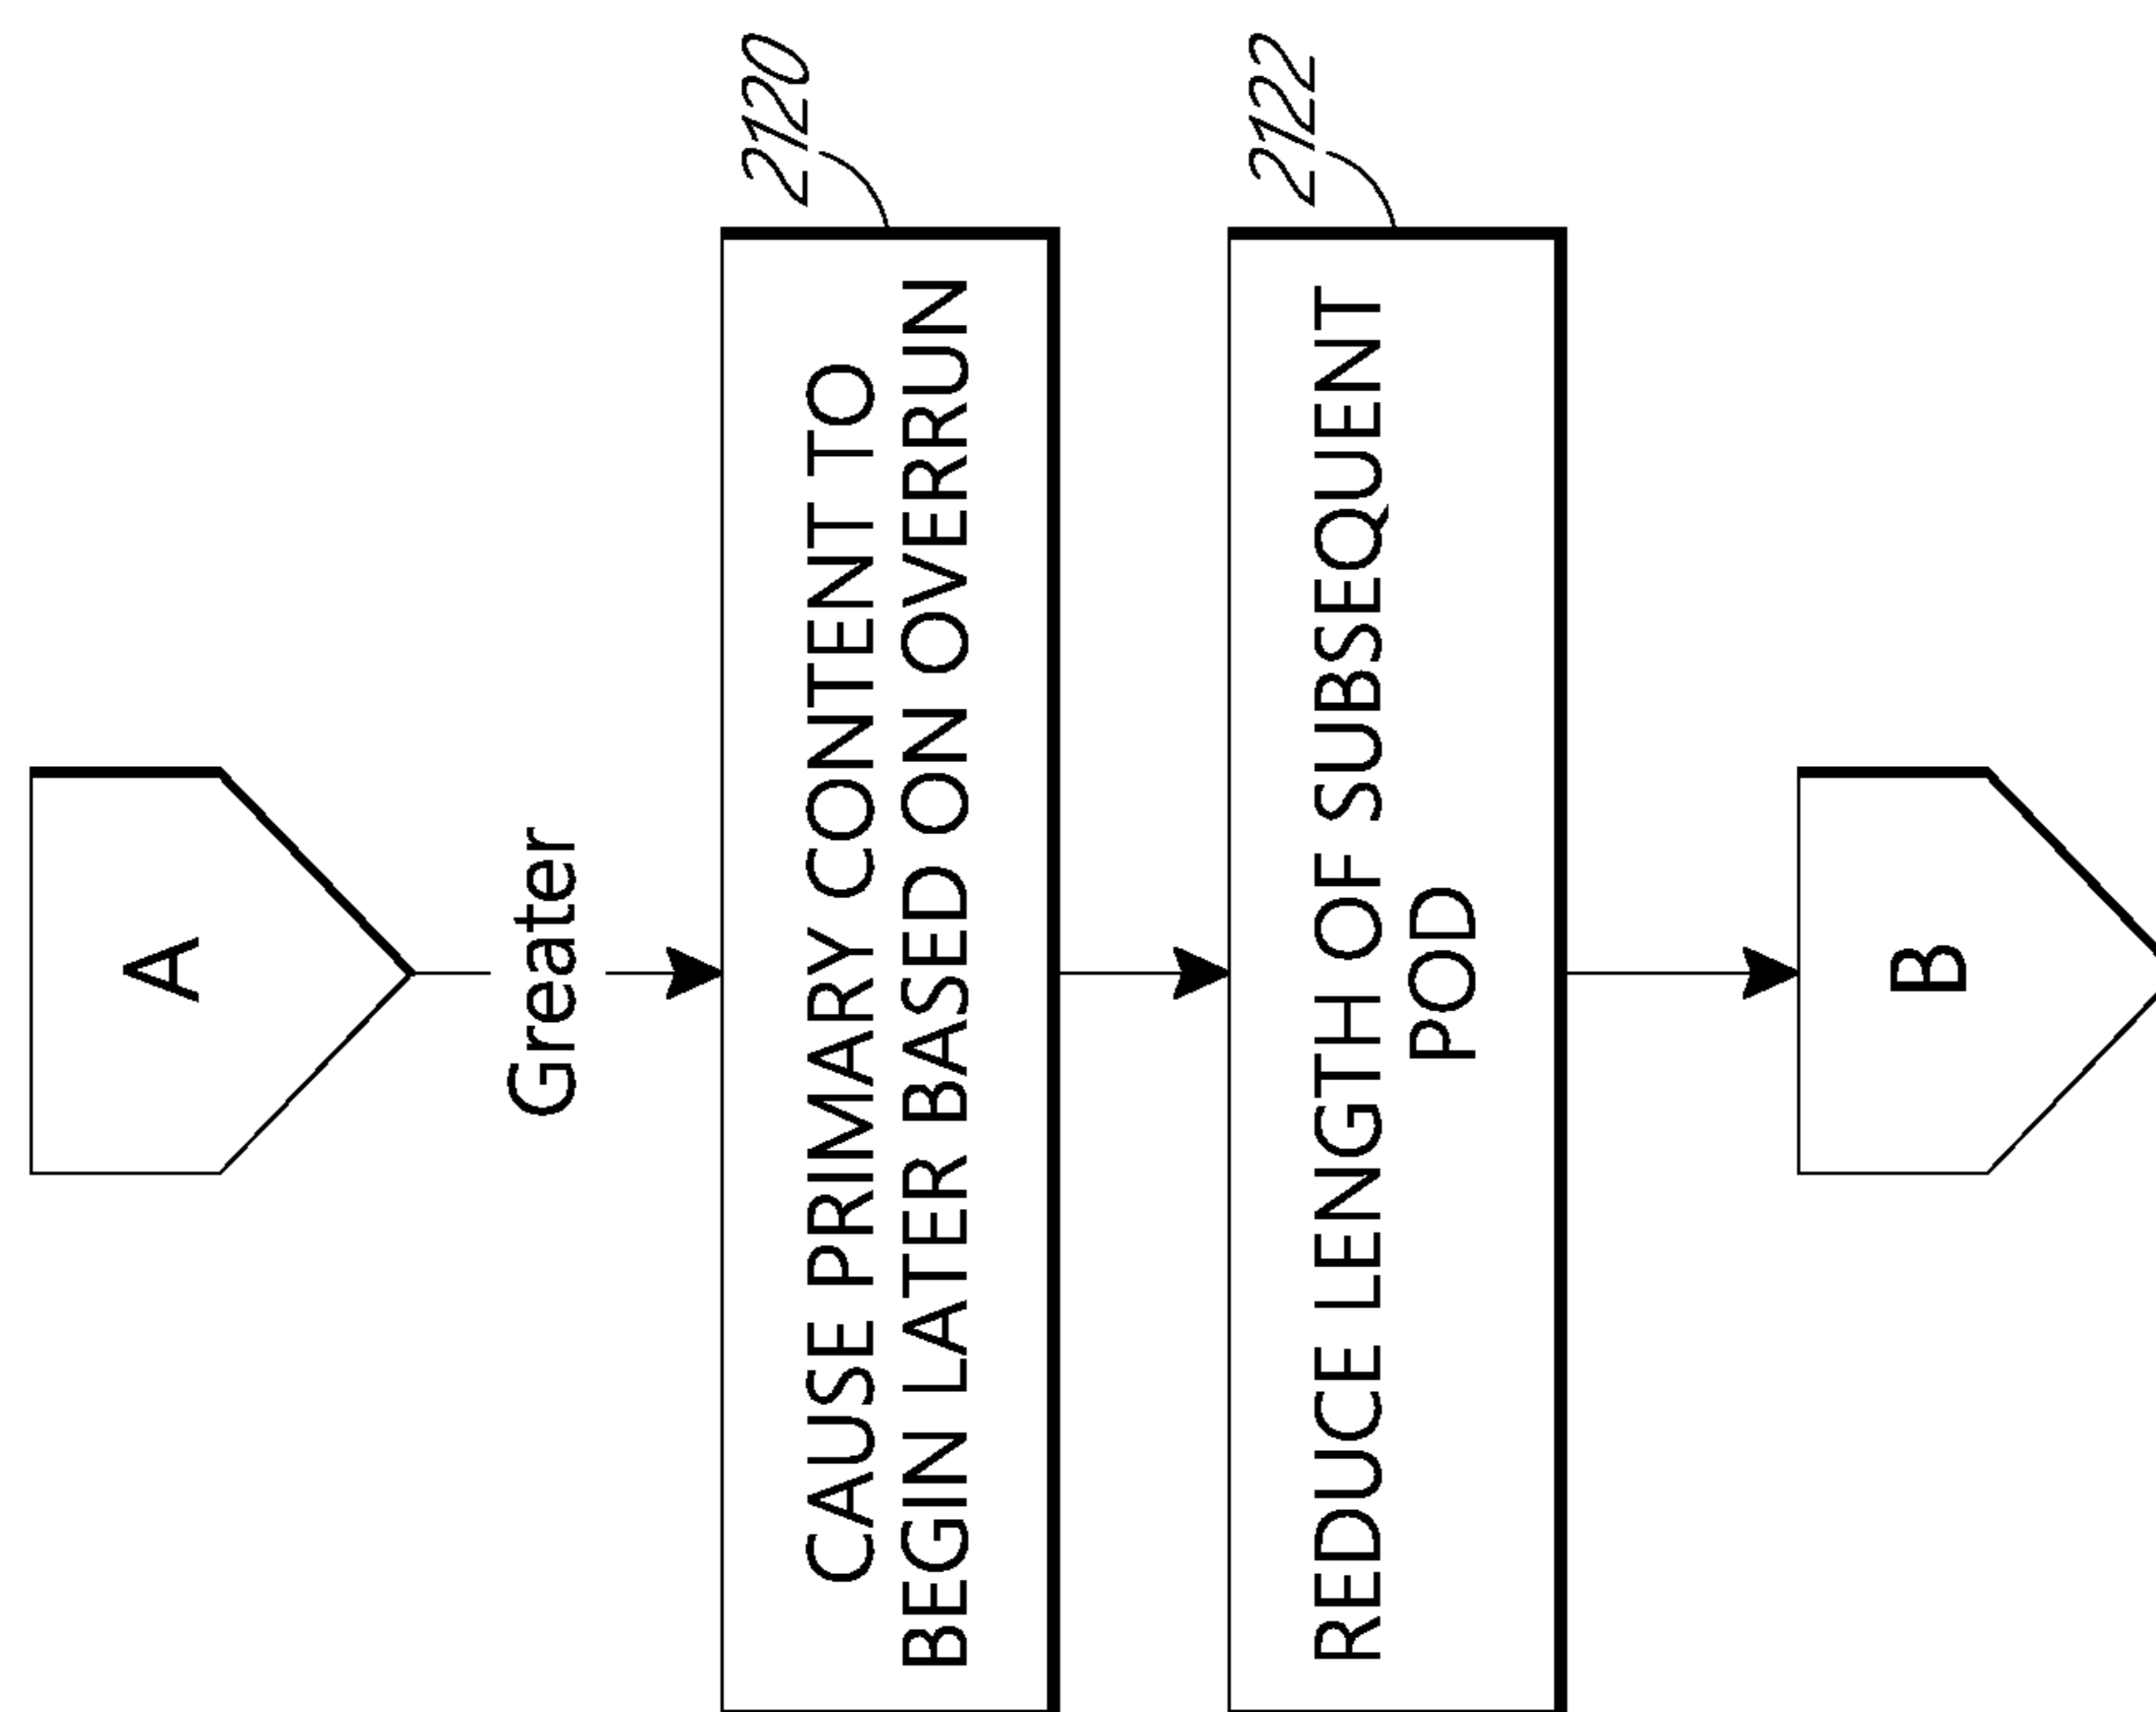 A
Greater
2120
CAUSE PRIMARY CONTENT TO
BEGIN LATER BASED ON OVERRUN
2122
REDUCE LENGTH OF SUBSEQUENT
POD
B